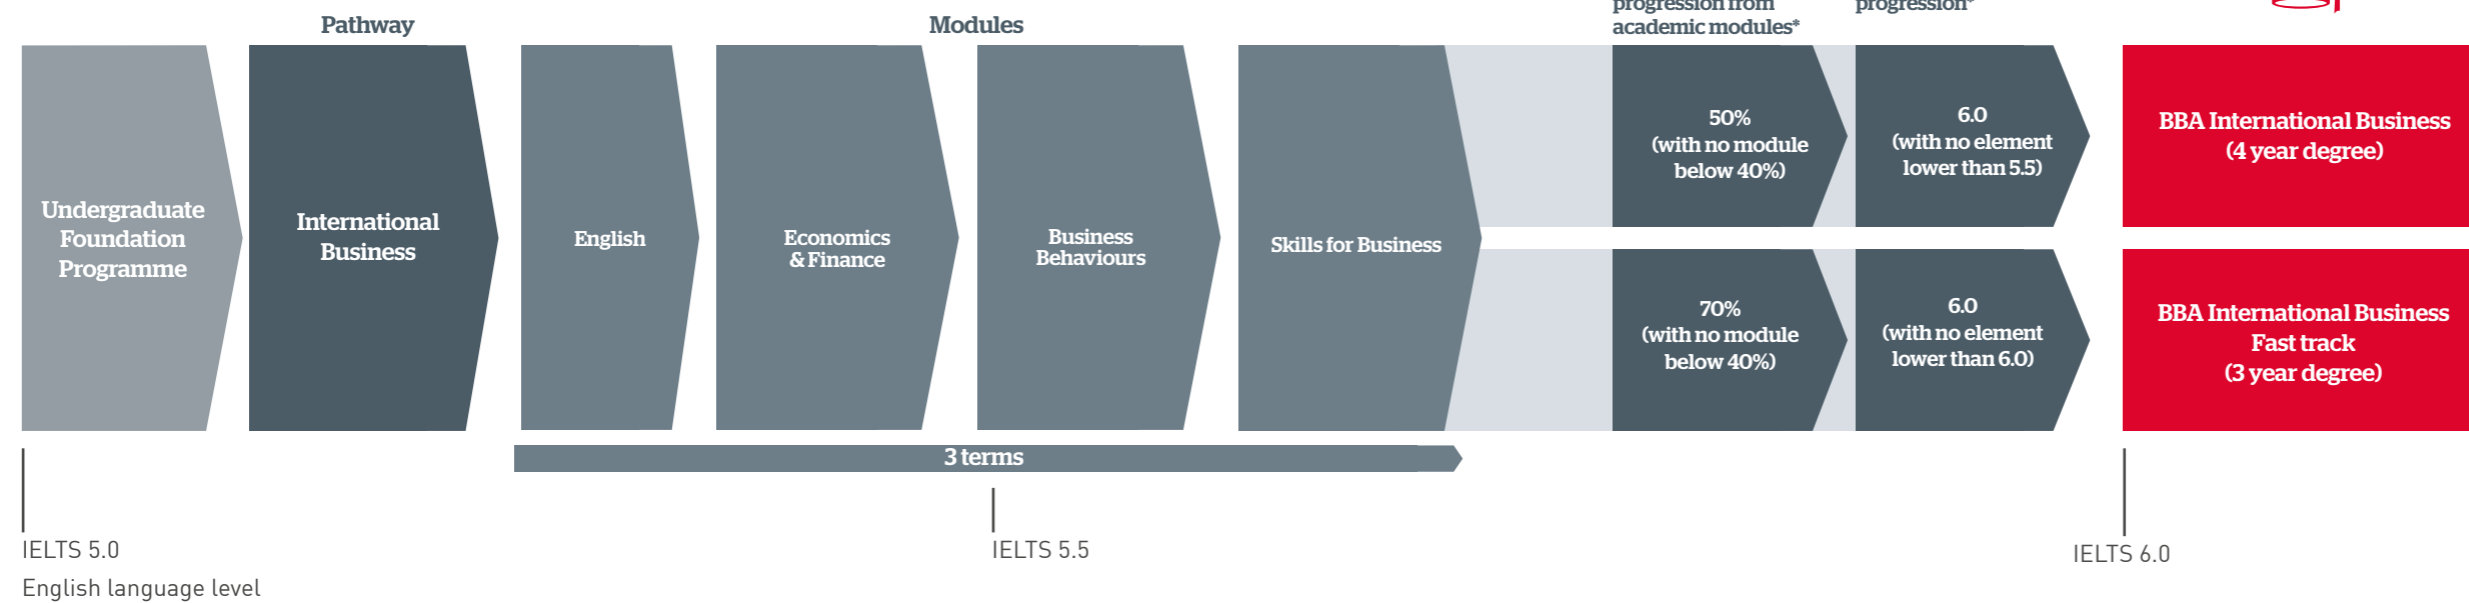 Pathway
Modules
progression from
academic modules*
progression*
Undergraduate
Foundation
Programme
International
Business
English
Economics
& Finance
Business
Behaviours
Skills for Business
50%
(with no module
below 40%)
6.0
(with no element
lower than 5.5)
BBA International Business
(4 year degree)
70%
(with no module
below 40%)
6.0
(with no element
lower than 6.0)
BBA International Business
Fast track
(3 year degree)
3 terms
IELTS 5.0
English language level
IELTS 5.5
IELTS 6.0